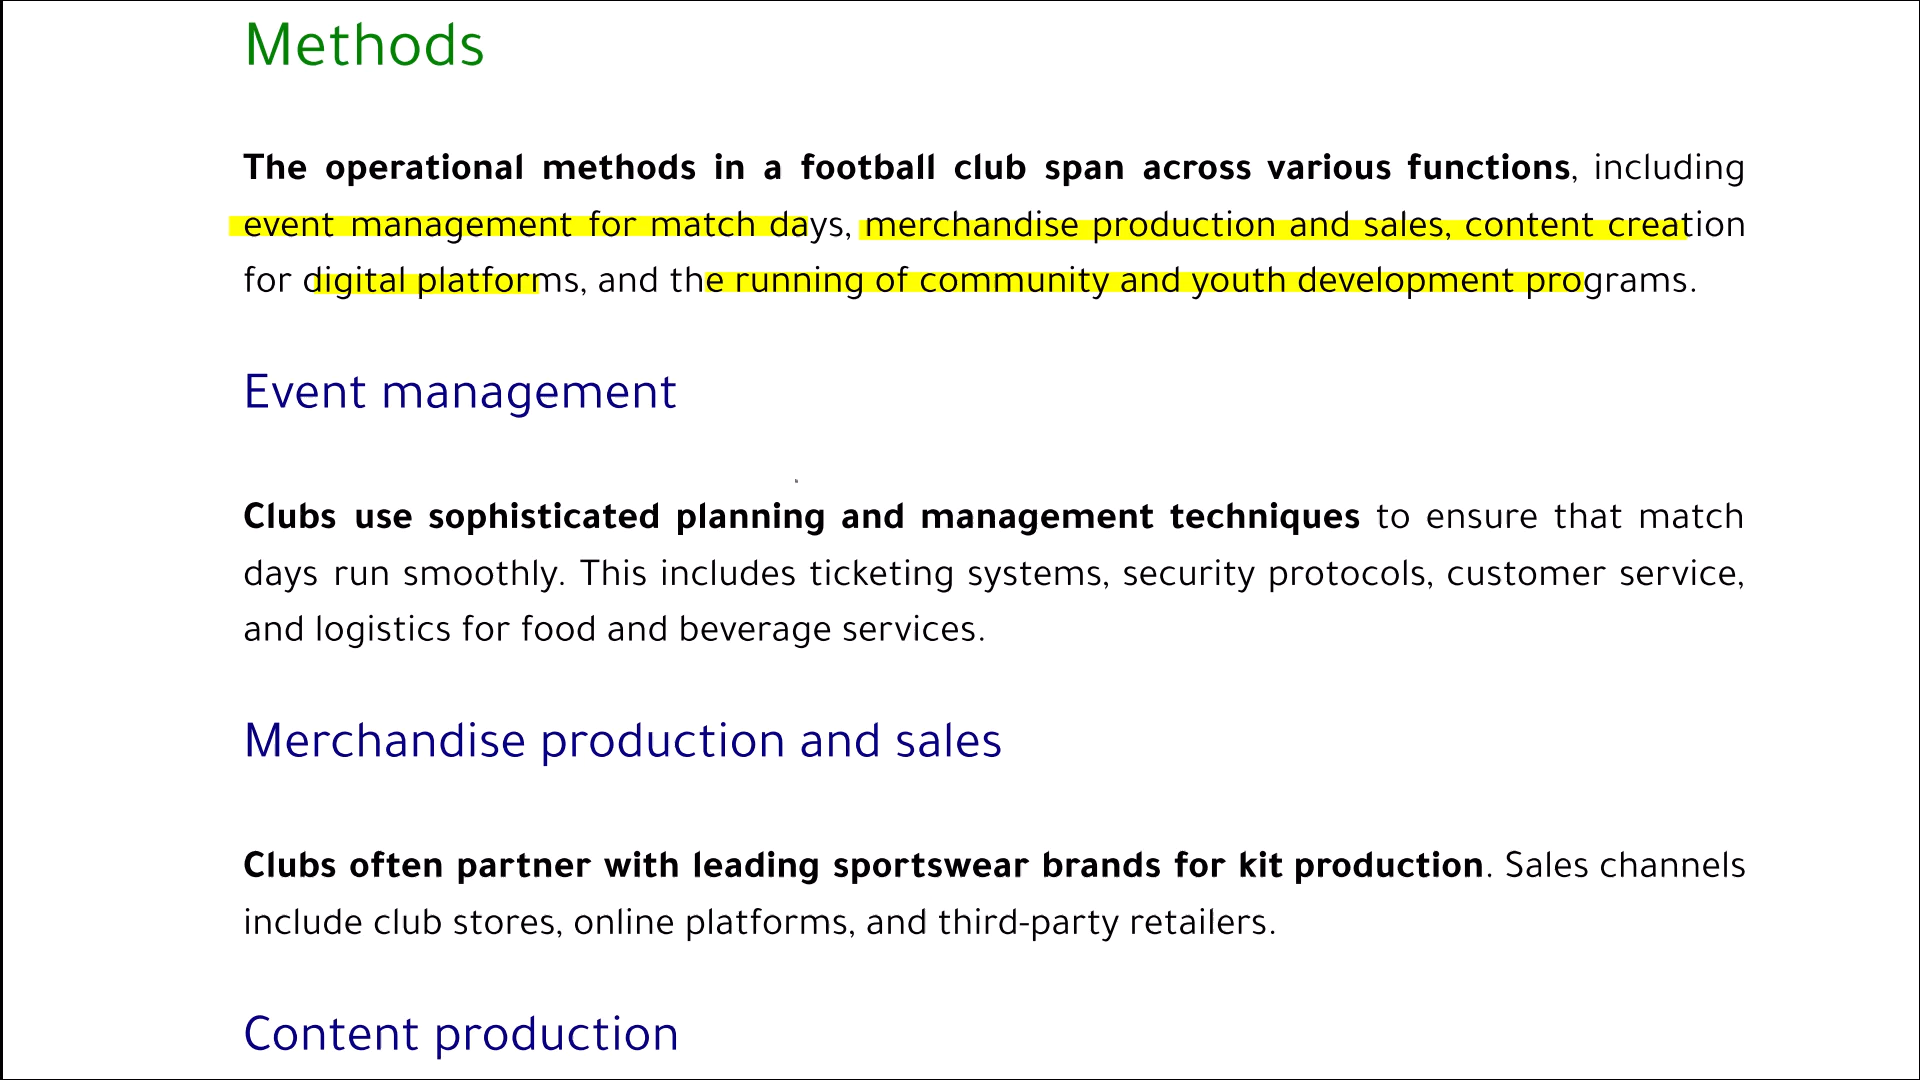 Methods
The operational methods in a football club span across various functions, including
event management for match days, merchandise production and sales, content creation
for digital platforms, and the running of community and youth development programs.
Event management
Clubs use sophisticated planning and management techniques to ensure that match
days run smoothly. This includes ticketing systems, security protocols, customer service,
and logistics for food and beverage services.
Merchandise production and sales
Clubs often partner with leading sportswear brands for kit production. Sales channels
include club stores, online platforms, and third-party retailers.
Content production